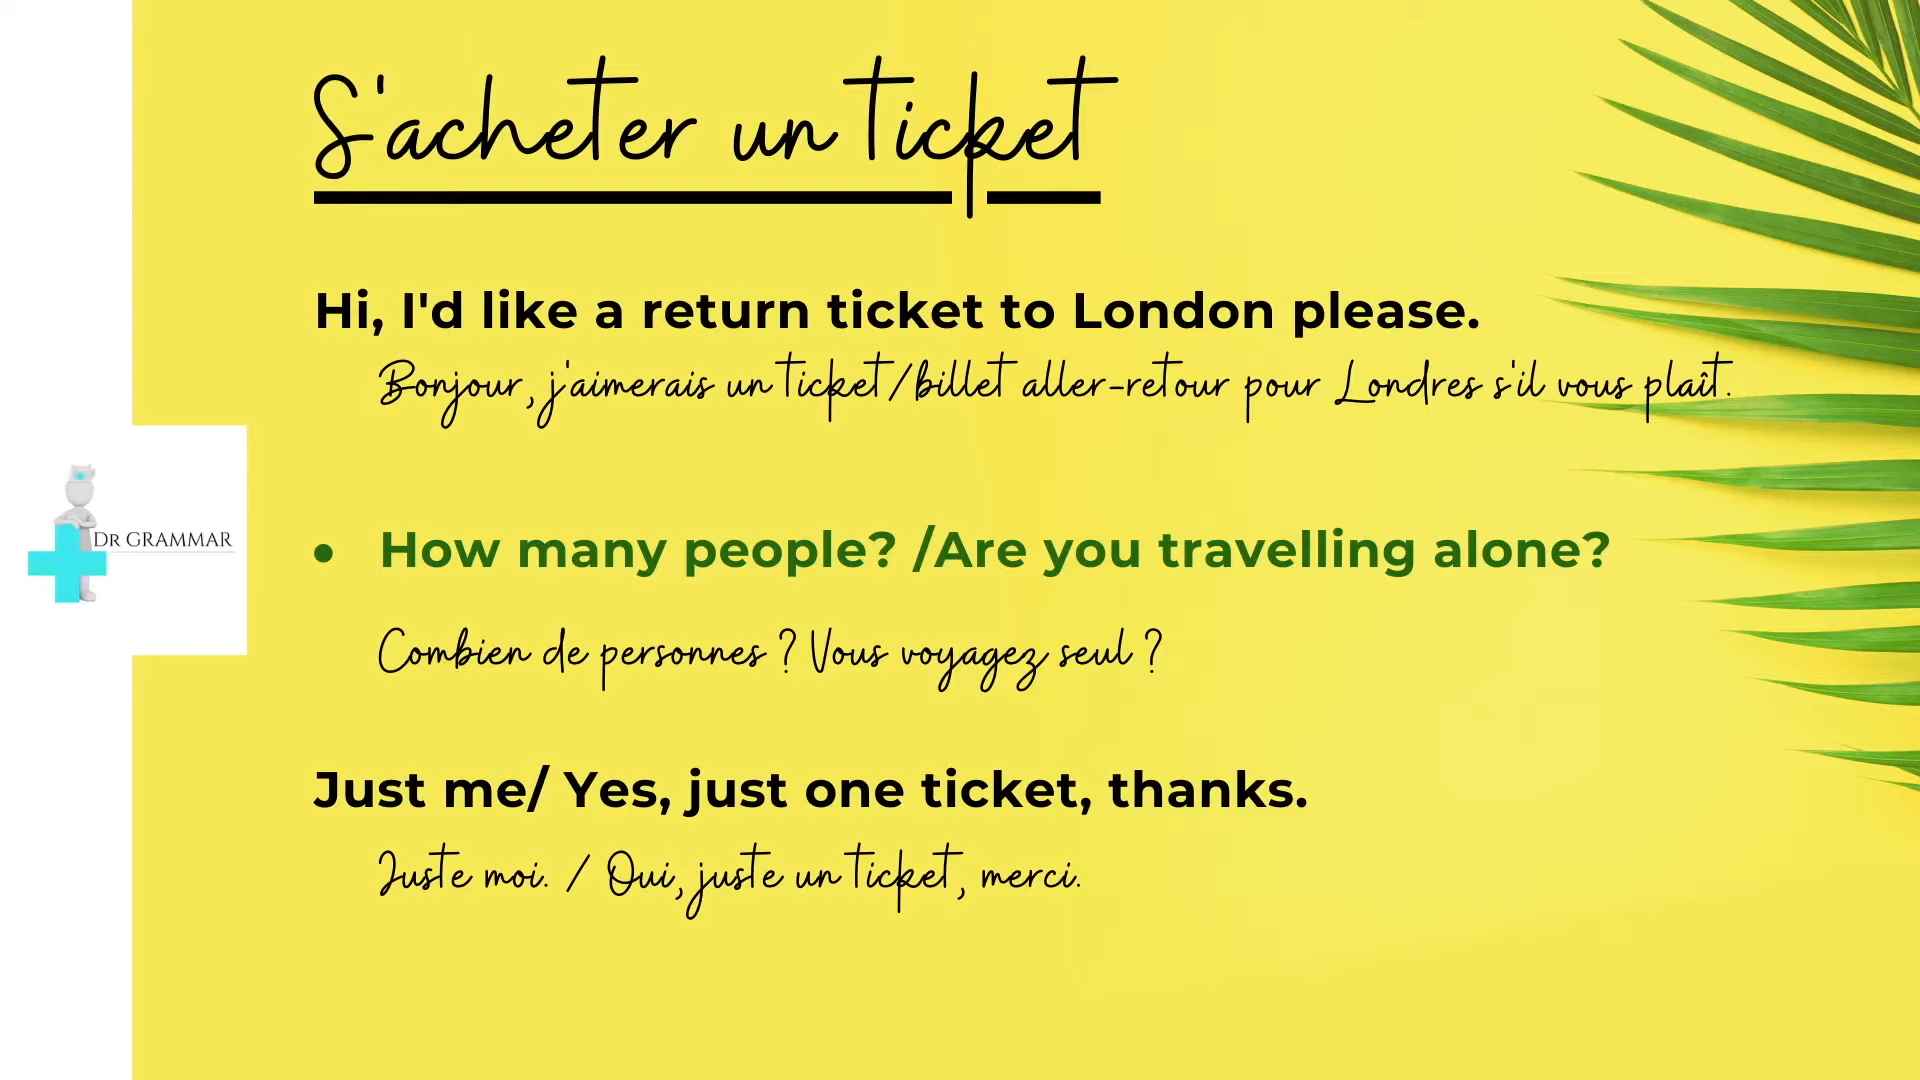 S'acheter un ticket
Hi, I'd like a return ticket to London please.
Bonjour, j'aimerais un ticket/billet aller-retour pour Londres s'il vous plaît.
DR GRAMMAR
• How many people? /Are you travelling alone?
Combien de personnes ? Vous voyagez seul ?
Just me/ Yes, just one ticket, thanks.
Juste moi. / Oui, juste un ticket, merci.